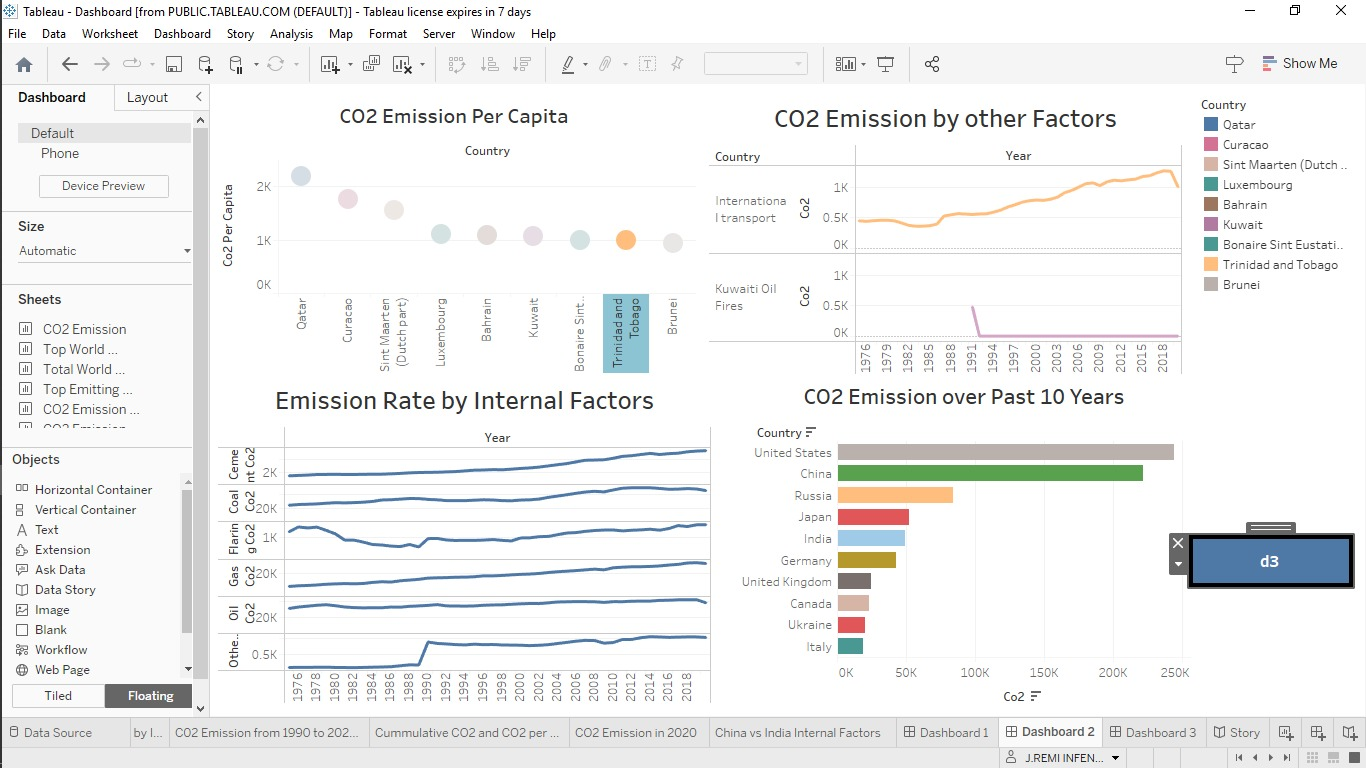 Tableau - Dashboard [from PUBLIC.TABLEAU.COM (DEFAULT)] - Tableau license expires in 7 days
File Data Worksheet Dashboard Story Analysis Map Format Server Window Help
Show Me
Dashboard Layout
Default
Phone
Device Preview
Size
Automatic
Sheets
CO2 Emission
Top World ...
Total World ...
Top Emitting ...
CO2 Emission ...
Objects
Horizontal Container
Vertical Container
Text
Extension
Ask Data
Data Story
Image
Blank
Workflow
Web Page
Tiled Floating
CO2 Emission Per Capita
Country
Co2 Per Capita
2K
1K
0K
Qatar
Curacao
Sint Maarten
(Dutch part)
Luxembourg
Bahrain
Kuwait
Bonaire Sint..
Trinidad and
Tobago
Brunei
CO2 Emission by other Factors
Country Year
Internationa
l transport
Co2
1K
0.5K
0K
Kuwaiti Oil
Fires
Co2
1K
0.5K
0K
1976 1979 1982 1985 1988 1991 1994 1997 2000 2003 2006 2009 2012 2015 2018
Country
Qatar
Curacao
Sint Maarten (Dutch ..
Luxembourg
Bahrain
Kuwait
Bonaire Sint Eustati..
Trinidad and Tobago
Brunei
Emission Rate by Internal Factors
Year
Ceme
nt Co2
2K
Coal
Co2
20K
Flarin
g Co2
1K
Gas
Co2
20K
Oil
Co2
20K
Othe..
0.5K
1976 1978 1980 1982 1984 1986 1988 1990 1992 1994 1996 1998 2000 2002 2004 2006 2008 2010 2012 2014 2016 2018
CO2 Emission over Past 10 Years
Country
United States
China
Russia
Japan
India
Germany
United Kingdom
Canada
Ukraine
Italy
0K 50K 100K 150K 200K 250K
Co2
d3
Data Source by I... CO2 Emission from 1990 to 202... Cummulative CO2 and CO2 per ... CO2 Emission in 2020 China vs India Internal Factors Dashboard 1 Dashboard 2 Dashboard 3 Story
J.REMI INFEN...